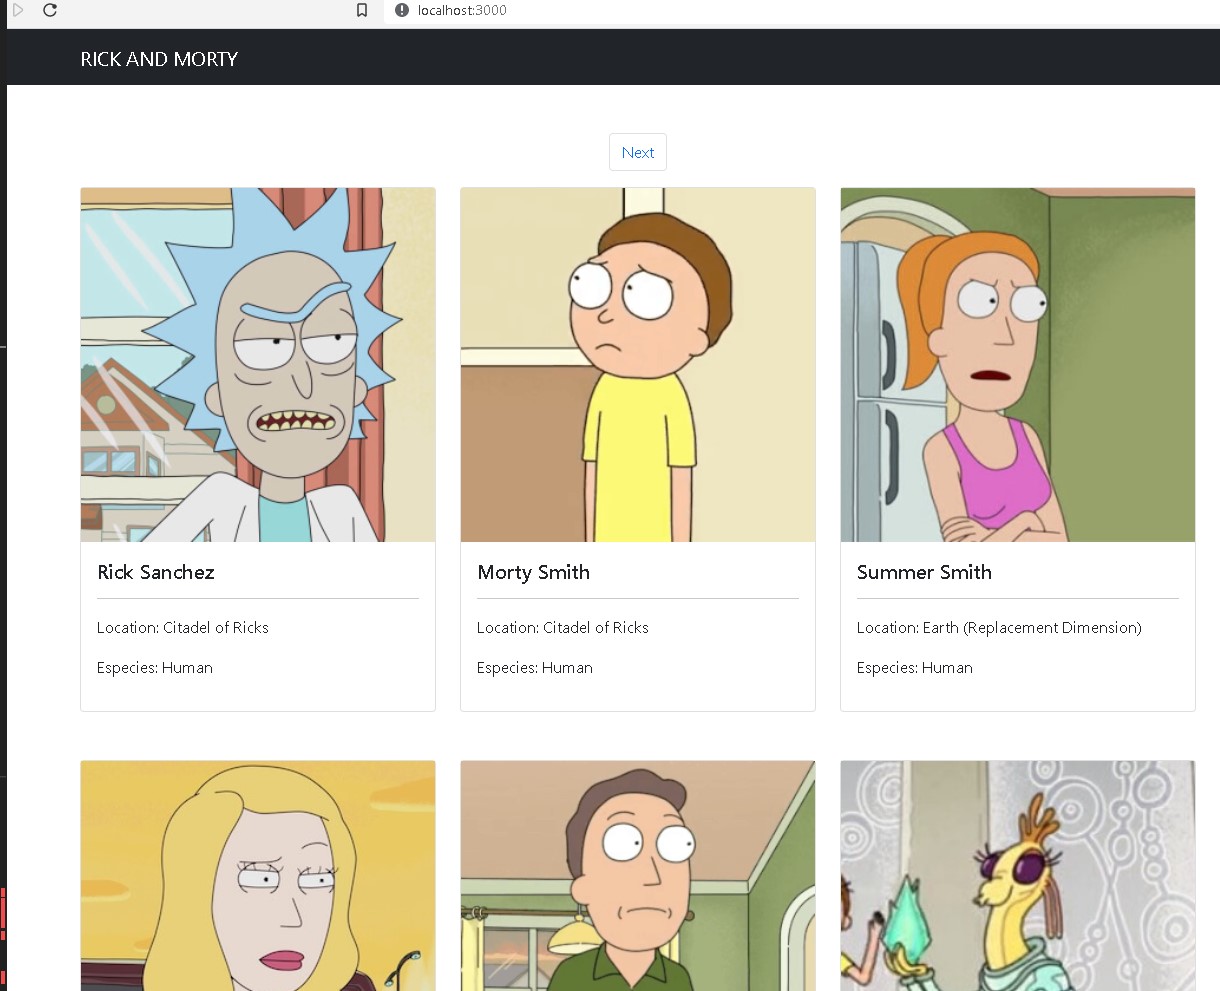 localhost:3000
RICK AND MORTY
Next
Rick Sanchez
Location: Citadel of Ricks
Especies: Human
Morty Smith
Location: Citadel of Ricks
Especies: Human
Summer Smith
Location: Earth (Replacement Dimension)
Especies: Human